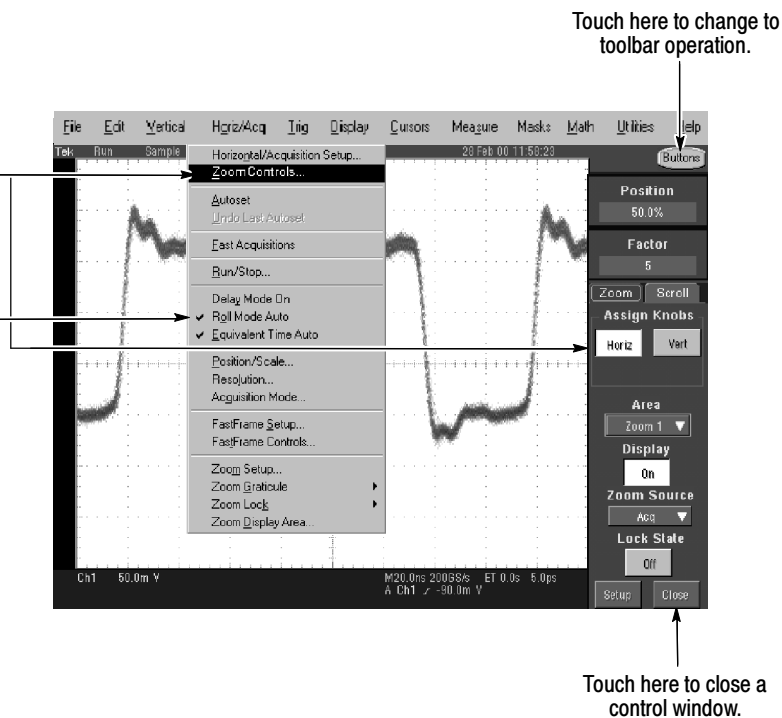 Touch here to change to
toolbar operation.
File Edit Vertical Horiz/Acq Trig Display Cursors Measure Masks Math Utilities Help
Tek Run Sample 28 Feb 00 11:58:23
Buttons
Horizontal/Acquisition Setup...
Zoom Controls...
Autoset
Undo Last Autoset
Fast Acquisitions
Run/Stop...
Delay Mode On
Roll Mode Auto
Equivalent Time Auto
Position/Scale...
Resolution...
Acquisition Mode...
FastFrame Setup...
FastFrame Controls...
Zoom Setup...
Zoom Graticule
Zoom Lock
Zoom Display Area...
Position
50.0%
Factor
5
Zoom Scroll
Assign Knobs
Horiz Vert
Area
Zoom 1
Display
On
Zoom Source
Acq
Lock State
Off
Setup Close
Ch1 50.0m V
M20.0ns 200GS/s ET 0.0s 5.0ps
A Ch1 -90.0m V
Touch here to close a
control window.